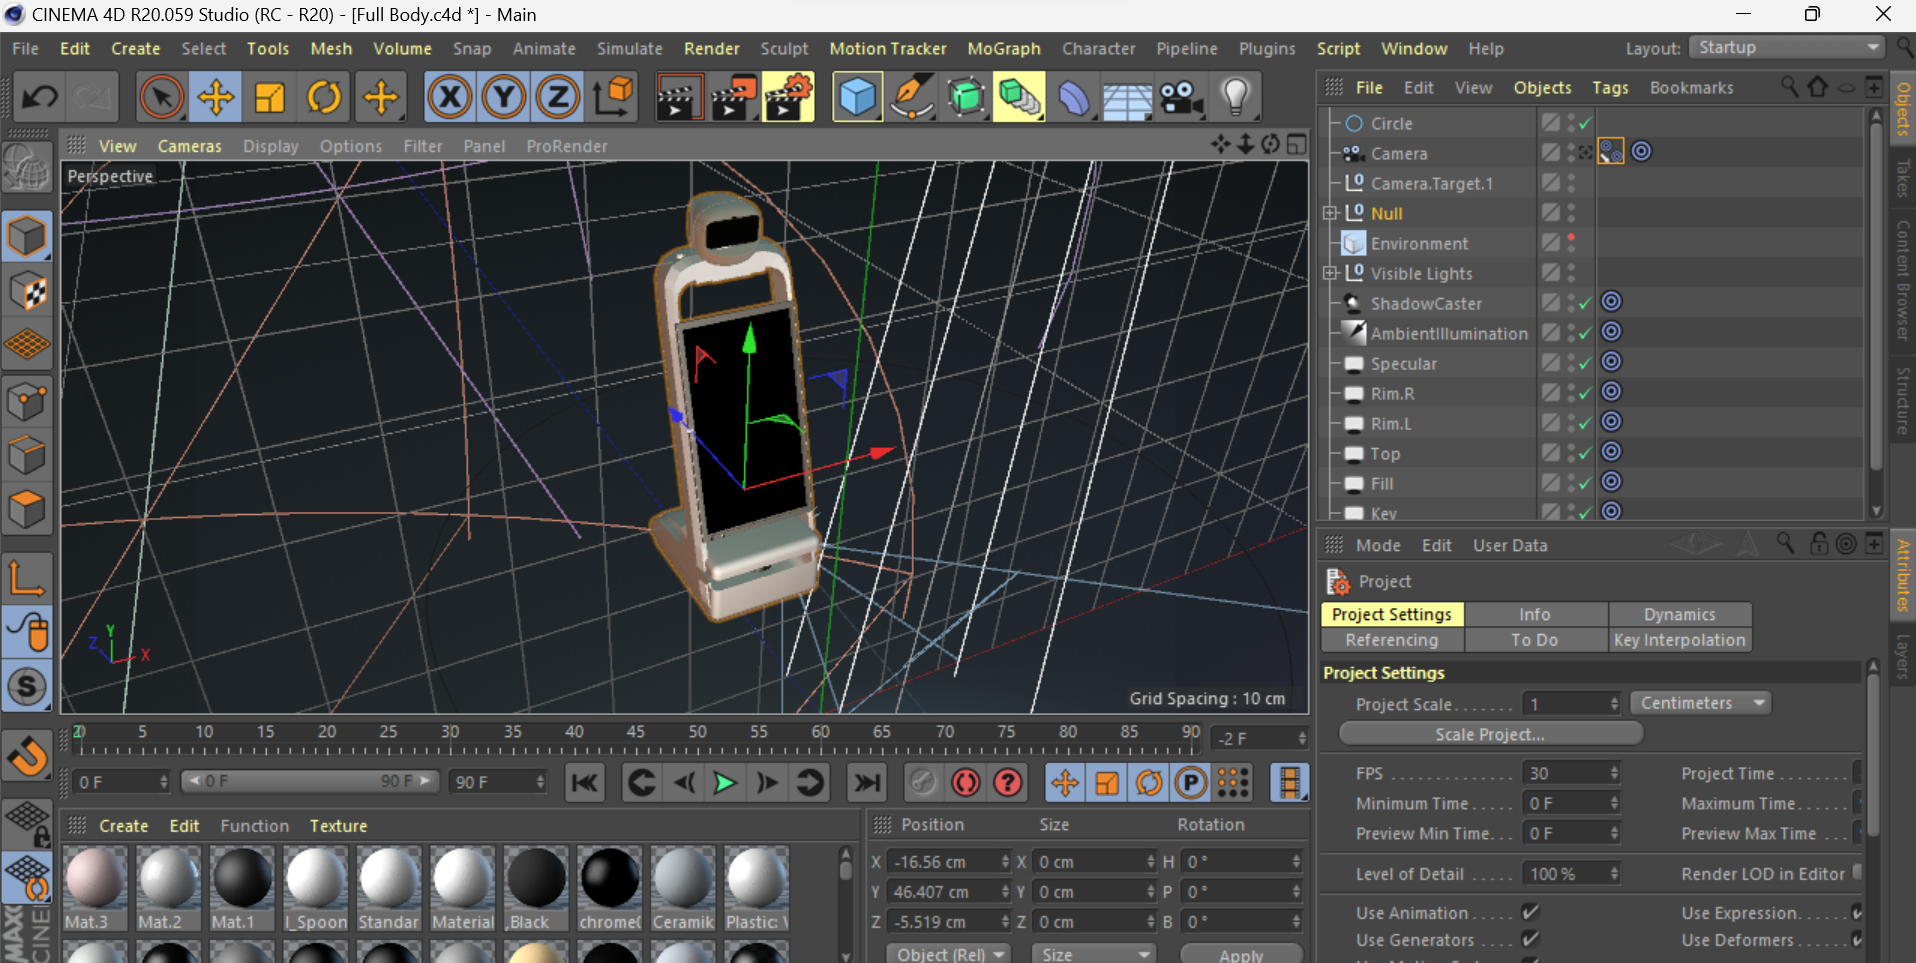 CINEMA 4D R20.059 Studio (RC - R20) - [Full Body.c4d *] - Main
File Edit Create Select Tools Mesh Volume Snap Animate Simulate Render Sculpt Motion Tracker MoGraph Character Pipeline Plugins Script Window Help Layout: Startup
X Y Z
File Edit View Objects Tags Bookmarks
View Cameras Display Options Filter Panel ProRender
Perspective
Circle
Camera
Camera.Target.1
Null
Environment
Visible Lights
ShadowCaster
AmbientIllumination
Specular
Rim.R
Rim.L
Top
Fill
Key
Objects
Takes
Content Browser
Structure
Y
Z
X
Grid Spacing : 10 cm
Mode Edit User Data
Project
Project Settings Info Dynamics
Referencing To Do Key Interpolation
Project Settings
Project Scale....... 1 Centimeters
Scale Project...
FPS ............. 30 Project Time ........
Minimum Time..... 0 F Maximum Time.....
Preview Min Time... 0 F Preview Max Time ...
Level of Detail ..... 100 % Render LOD in Editor
Use Animation ..... Use Expression......
Use Generators .... Use Deformers......
Attributes
Layers
5 10 15 20 25 30 35 40 45 50 55 60 65 70 75 80 85 90 -2 F
0 F 0 F 90 F 90 F
P
Create Edit Function Texture
Mat.3 Mat.2 Mat.1 l_Spoon Standar Material .Black chrome( Ceramik Plastic:
Position Size Rotation
X -16.56 cm X 0 cm H 0 °
Y 46.407 cm Y 0 cm P 0 °
Z -5.519 cm Z 0 cm B 0 °
Object (Rel) Size Apply
MAXO
CINE